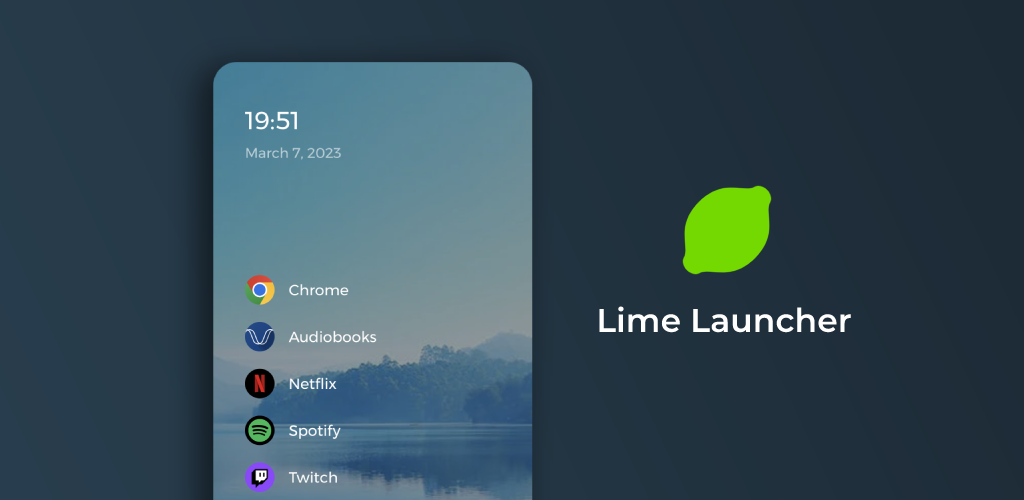 19:51
March 7, 2023
Chrome
Audiobooks
Netflix
Spotify
Twitch
Lime Launcher